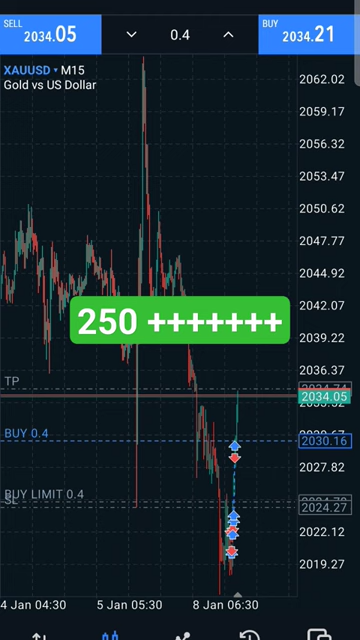 SELL
BUY
2034.05
0.4
2034.21
XAUUSD M15
Gold vs US Dollar
2062.02
2059.17
2056.32
2053.47
2050.62
2047.77
2044.92
2042.07
250 +++++++
2039.22
2036.37
TP
2034.74
2034.05
BUY 0.4
2030.16
2027.82
BUY LIMIT 0.4
SL
2024.27
2022.12
2019.27
4 Jan 04:30
5 Jan 05:30
8 Jan 06:30